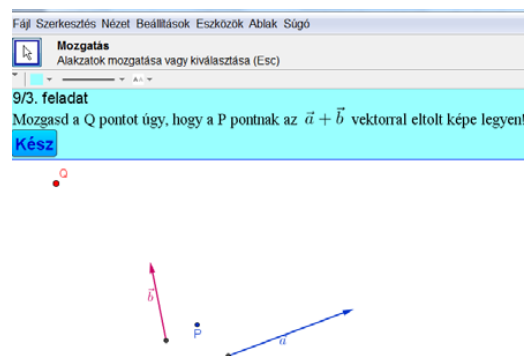 Fájl Szerkesztés Nézet Beállítások Eszközök Ablak Súgó
Mozgatás
Alakzatok mozgatása vagy kiválasztása (Esc)
9/3. feladat
Mozgasd a Q pontot úgy, hogy a P pontnak az a⃗ + b⃗ vektorral eltolt képe legyen!
Kész
Q
b⃗
P
a⃗